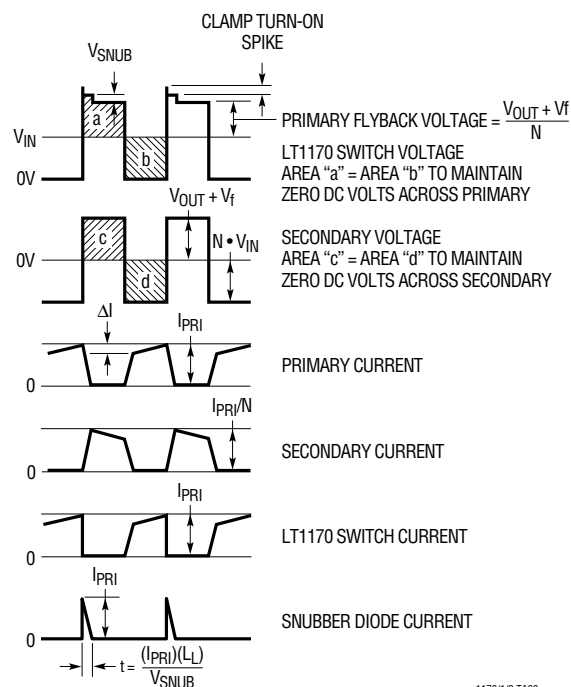 CLAMP TURN-ON
SPIKE
VSNUB
a
b
VIN
0V
PRIMARY FLYBACK VOLTAGE = VOUT + Vf
N
LT1170 SWITCH VOLTAGE
AREA “a” = AREA “b” TO MAINTAIN
ZERO DC VOLTS ACROSS PRIMARY
VOUT + Vf
c
N • VIN
0V
d
SECONDARY VOLTAGE
AREA “c” = AREA “d” TO MAINTAIN
ZERO DC VOLTS ACROSS SECONDARY
∆I
IPRI
0
PRIMARY CURRENT
IPRI/N
0
SECONDARY CURRENT
IPRI
0
LT1170 SWITCH CURRENT
IPRI
0
SNUBBER DIODE CURRENT
t = (IPRI)(LL)
VSNUB